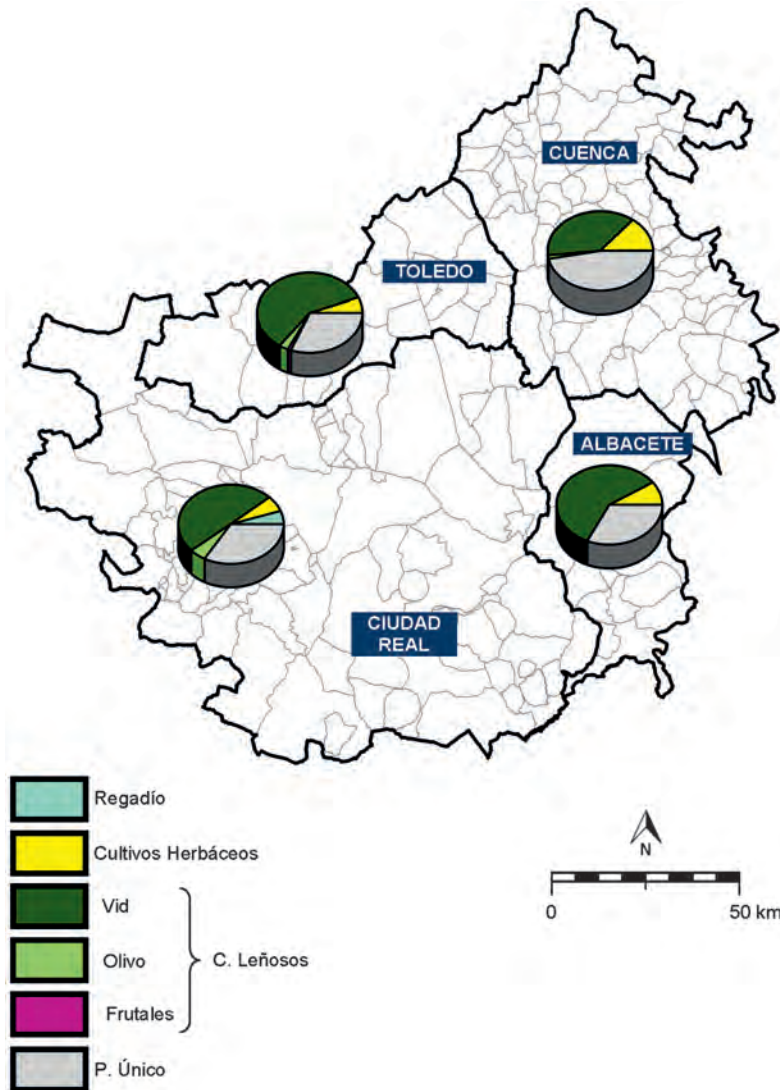 CUENCA
TOLEDO
ALBACETE
CIUDAD
REAL
Regadío
Cultivos Herbáceos
Vid
Olivo
C. Leñosos
Frutales
P. Único
N
0
50 km